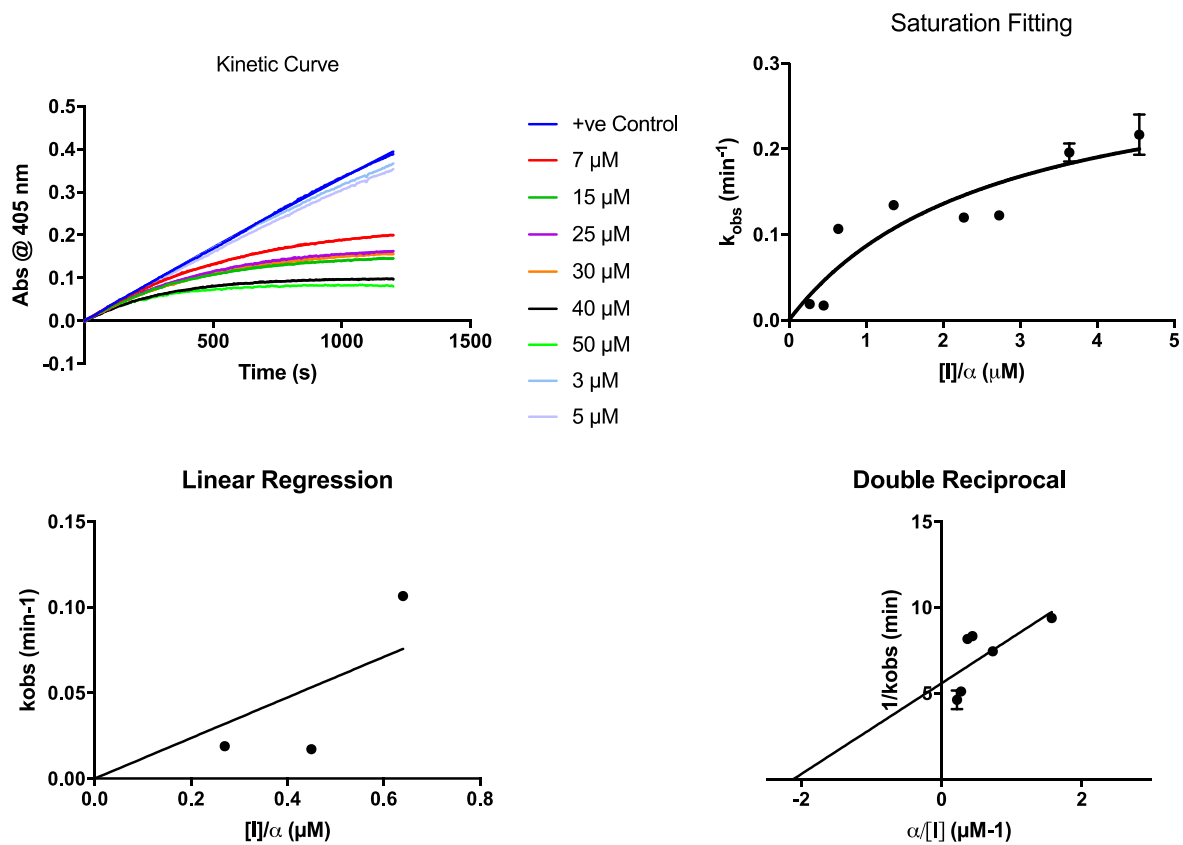 Kinetic Curve
Abs @ 405 nm
0.5
0.4
0.3
0.2
0.1
0.0
-0.1
500
1000
1500
Time (s)
+ve Control
7 µM
15 µM
25 µM
30 µM
40 µM
50 µM
3 µM
5 µM
Saturation Fitting
kobs (min-1)
0.3
0.2
0.1
0.0
0
1
2
3
4
5
[I]/α (μM)
Linear Regression
kobs (min-1)
0.15
0.10
0.05
0.00
0.0
0.2
0.4
0.6
0.8
[I]/α (µM)
Double Reciprocal
1/kobs (min)
15
10
5
-2
0
2
α/[I] (µM-1)